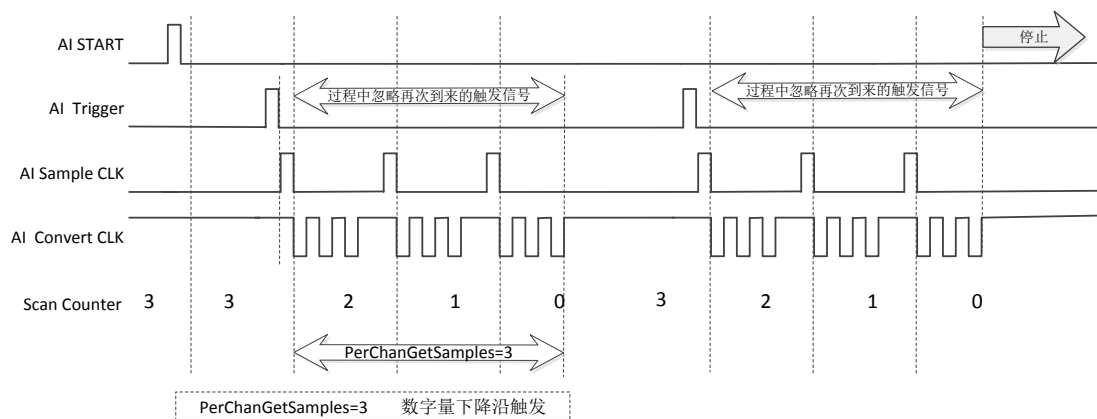 AI START
停止
过程中忽略再次到来的触发信号
过程中忽略再次到来的触发信号
AI Trigger
AI Sample CLK
AI Convert CLK
Scan Counter 3 3 2 1 0 3 2 1 0
PerChanGetSamples=3
PerChanGetSamples=3 数字量下降沿触发